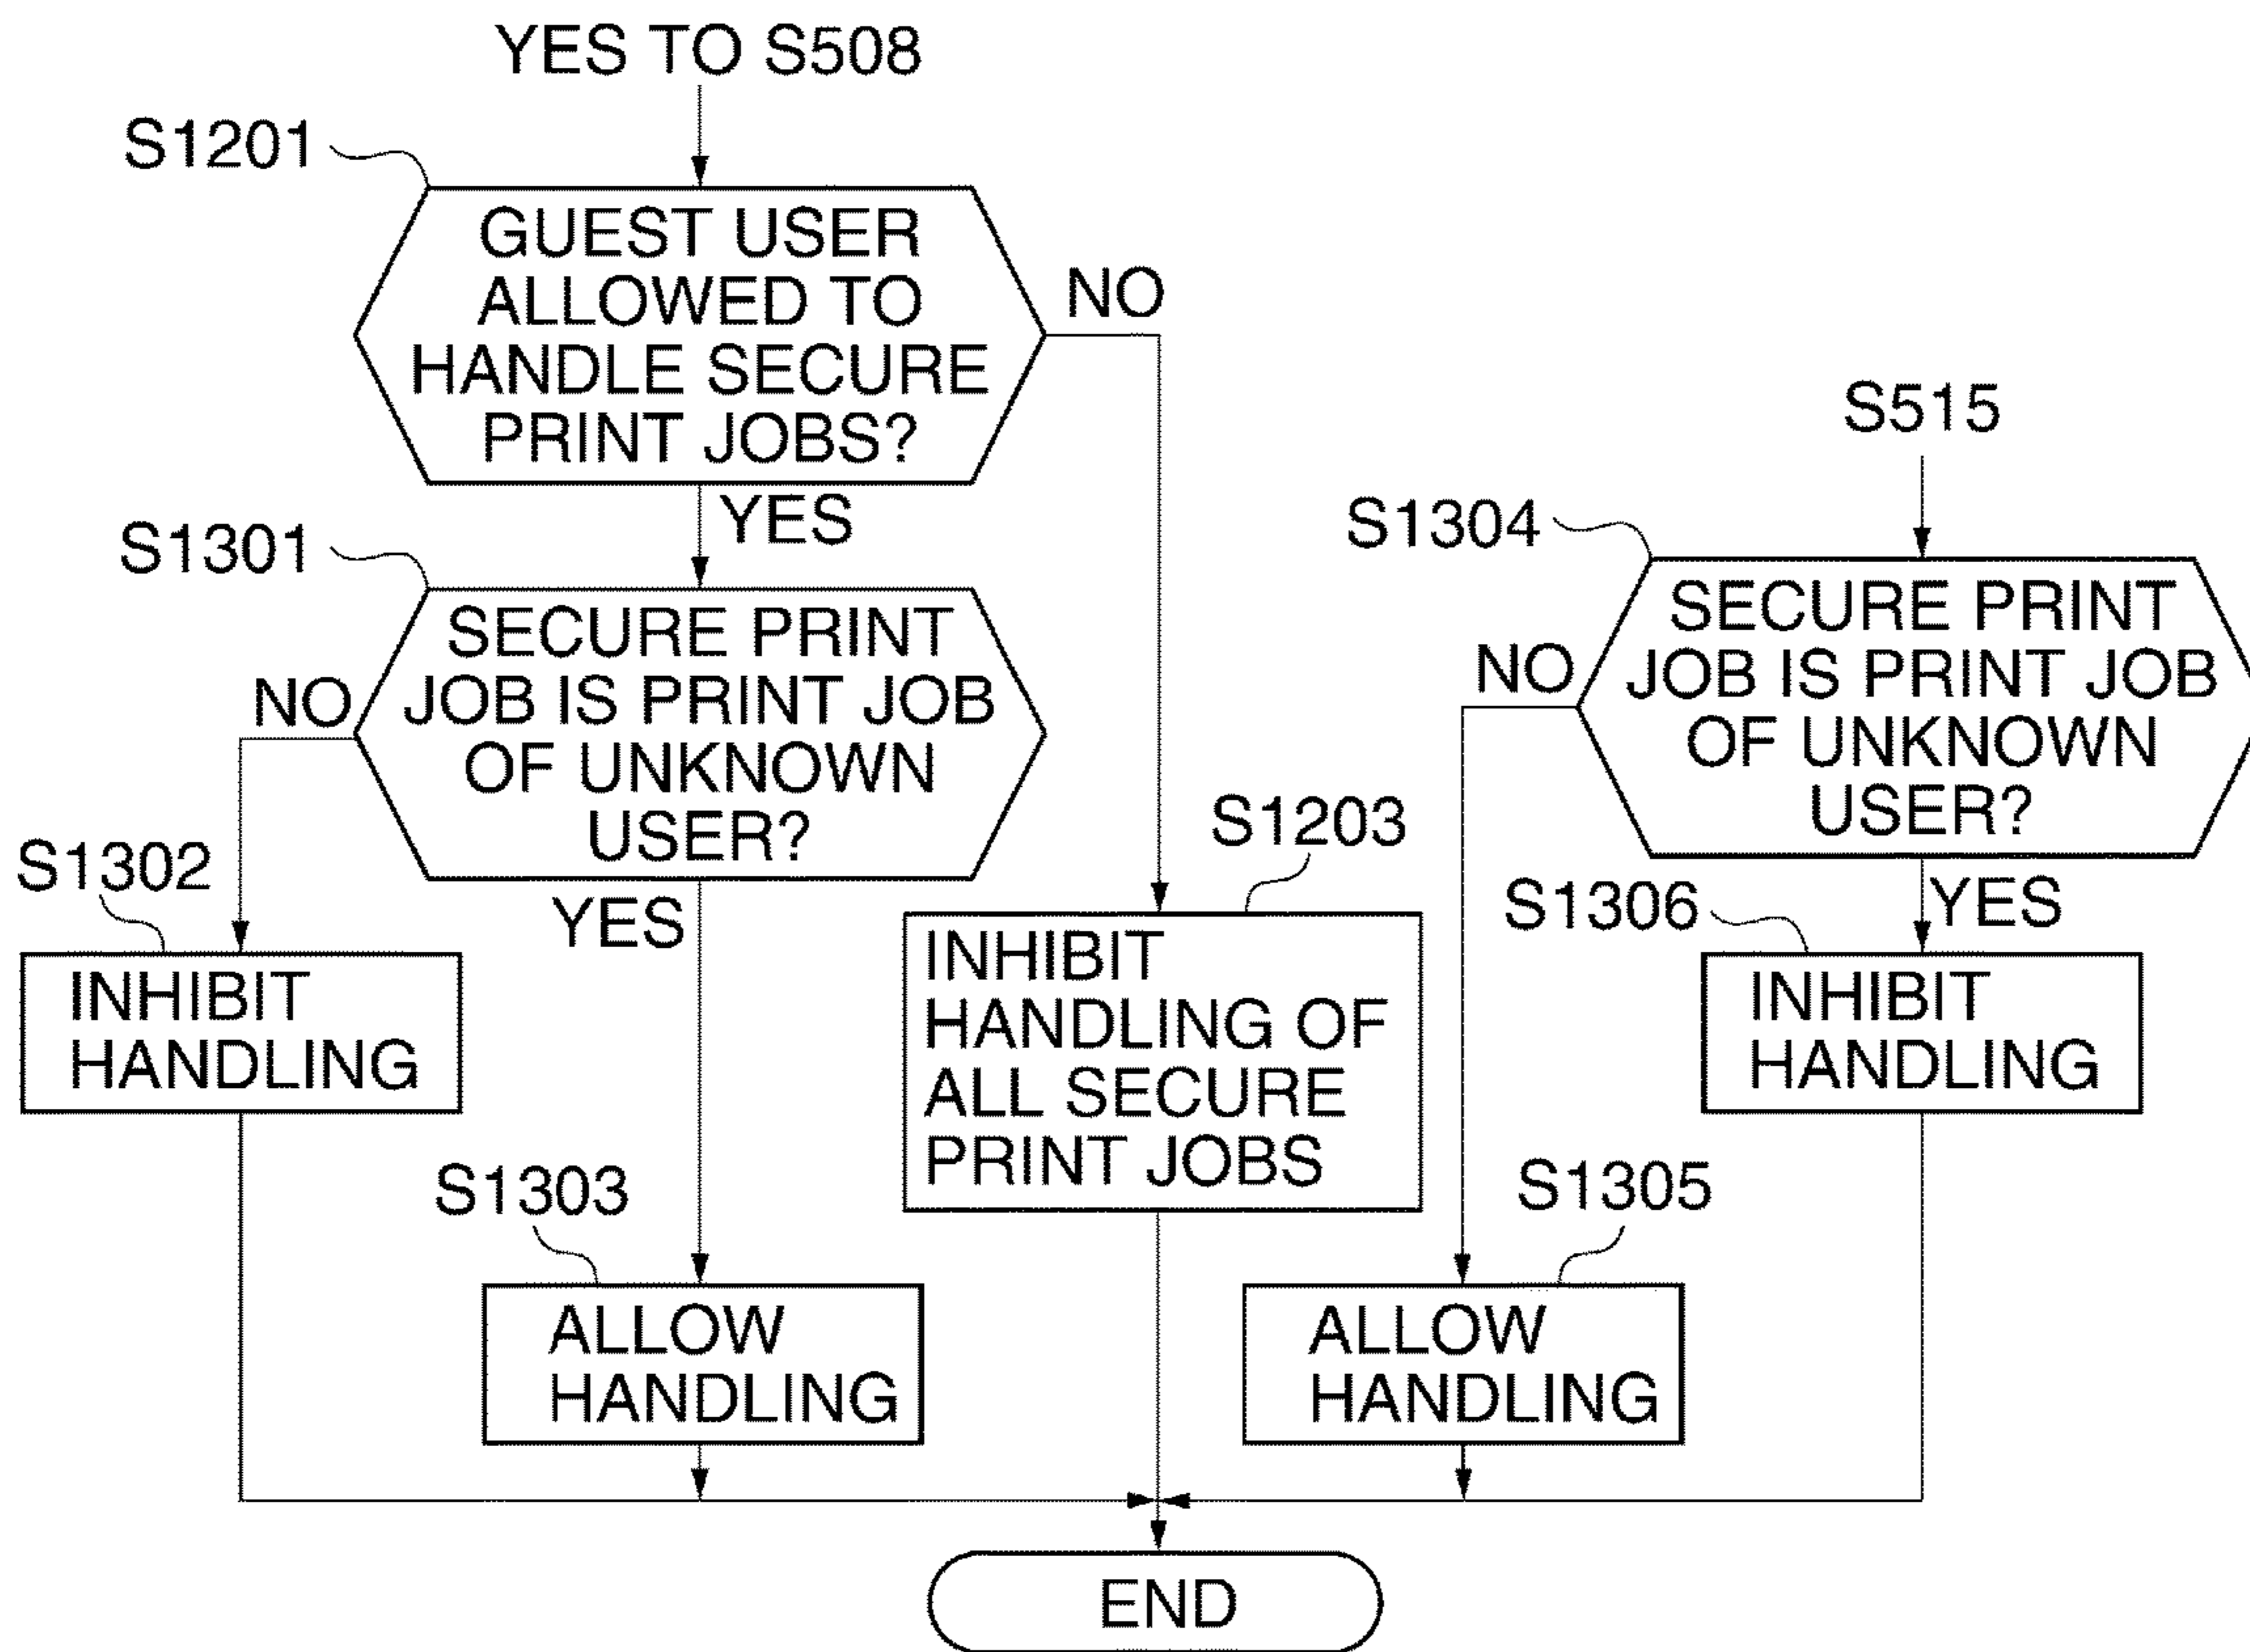 YES TO S508
S1201
GUEST USER
ALLOWED TO
HANDLE SECURE
PRINT JOBS?
NO
YES
S1301
SECURE PRINT
JOB IS PRINT JOB
OF UNKNOWN
USER?
NO
YES
S1302
INHIBIT
HANDLING
S1303
ALLOW
HANDLING
S1203
INHIBIT
HANDLING OF
ALL SECURE
PRINT JOBS
S515
S1304
SECURE PRINT
JOB IS PRINT JOB
OF UNKNOWN
USER?
NO
YES
S1306
INHIBIT
HANDLING
S1305
ALLOW
HANDLING
END